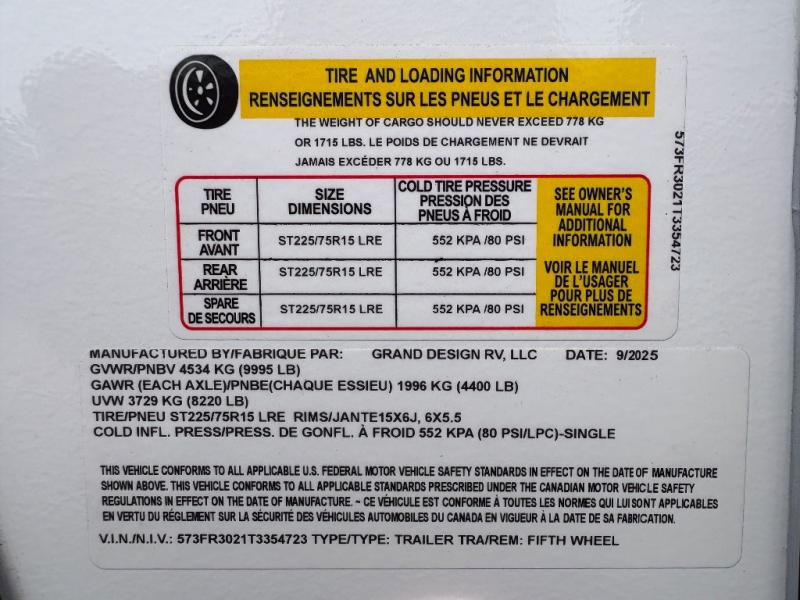 TIRE AND LOADING INFORMATION
RENSEIGNEMENTS SUR LES PNEUS ET LE CHARGEMENT
THE WEIGHT OF CARGO SHOULD NEVER EXCEED 778 KG
OR 1715 LBS. LE POIDS DE CHARGEMENT NE DEVRAIT
JAMAIS EXCÉDER 778 KG OU 1715 LBS.
TIRE
PNEU
SIZE
DIMENSIONS
COLD TIRE PRESSURE
PRESSION DES
PNEUS À FROID
FRONT
AVANT
ST225/75R15 LRE
552 KPA /80 PSI
REAR
ARRIÈRE
ST225/75R15 LRE
552 KPA /80 PSI
SPARE
DE SECOURS
ST225/75R15 LRE
552 KPA /80 PSI
SEE OWNER'S
MANUAL FOR
ADDITIONAL
INFORMATION
VOIR LE MANUEL
DE L'USAGER
POUR PLUS DE
RENSEIGNEMENTS
573FR3021T3354723
MANUFACTURED BY/FABRIQUE PAR: GRAND DESIGN RV, LLC DATE: 9/2025
GVWR/PNBV 4534 KG (9995 LB)
GAWR (EACH AXLE)/PNBE(CHAQUE ESSIEU) 1996 KG (4400 LB)
UVW 3729 KG (8220 LB)
TIRE/PNEU ST225/75R15 LRE RIMS/JANTE15X6J, 6X5.5
COLD INFL. PRESS/PRESS. DE GONFL. À FROID 552 KPA (80 PSI/LPC)-SINGLE
THIS VEHICLE CONFORMS TO ALL APPLICABLE U.S. FEDERAL MOTOR VEHICLE SAFETY STANDARDS IN EFFECT ON THE DATE OF MANUFACTURE
SHOWN ABOVE. THIS VEHICLE CONFORMS TO ALL APPLICABLE STANDARDS PRESCRIBED UNDER THE CANADIAN MOTOR VEHICLE SAFETY
REGULATIONS IN EFFECT ON THE DATE OF MANUFACTURE. ~ CE VÉHICULE EST CONFORME À TOUTES LES NORMES QUI LUI SONT APPLICABLES
EN VERTU DU RÉGLEMENT SUR LA SÉCURITÉ DES VÉHICULES AUTOMOBILES DU CANADA EN VIGUEUR À LA DATE DE SA FABRICATION.
V.I.N./N.I.V.: 573FR3021T3354723 TYPE/TYPE: TRAILER TRA/REM: FIFTH WHEEL